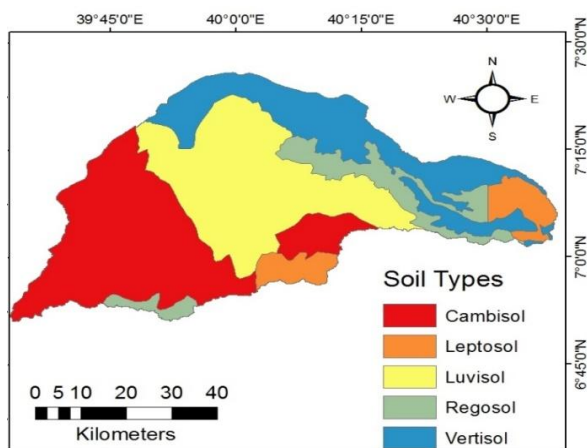 39°45'0"E 40°0'0"E 40°15'0"E 40°30'0"E
7°30'0"N
7°15'0"N
7°0'0"N
6°45'0"N
N
W E
S
Soil Types
Cambisol
Leptosol
Luvisol
Regosol
Vertisol
0 5 10 20 30 40
Kilometers